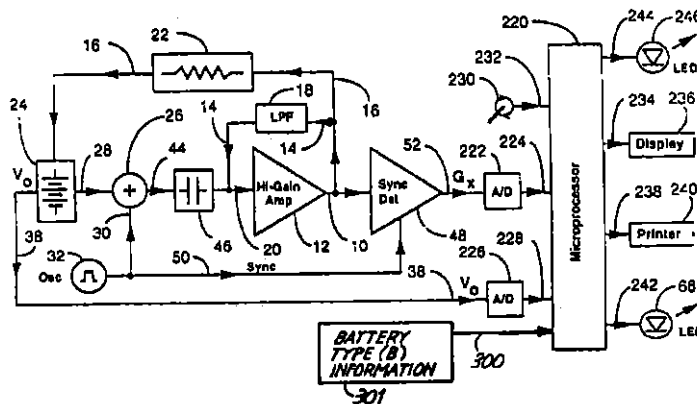 220
244
246
LED
16
22
232
230
18
LPF
16
14
14
24
26
V₀
28
44
30
46
Hi-Gain Amp
20
12
10
Sync Det
48
52
Gₓ
222
A/D
224
234
236
Display
Microprocessor
238
240
Printer
38
32
Osc
50
Sync
38
V₀
226
A/D
228
242
68
LED
BATTERY
TYPE (B)
INFORMATION
300
301